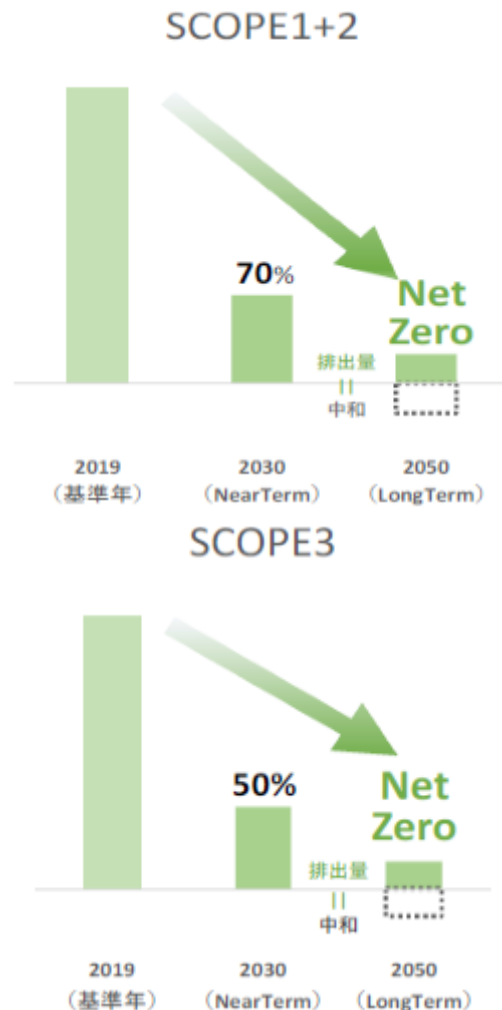 SCOPE1+2
70%
Net
Zero
排出量
=
中和
2019
2030
2050
（基準年）
（NearTerm）
（LongTerm）
SCOPE3
50%
Net
Zero
排出量
=
中和
2019
2030
2050
（基準年）
（NearTerm）
（LongTerm）